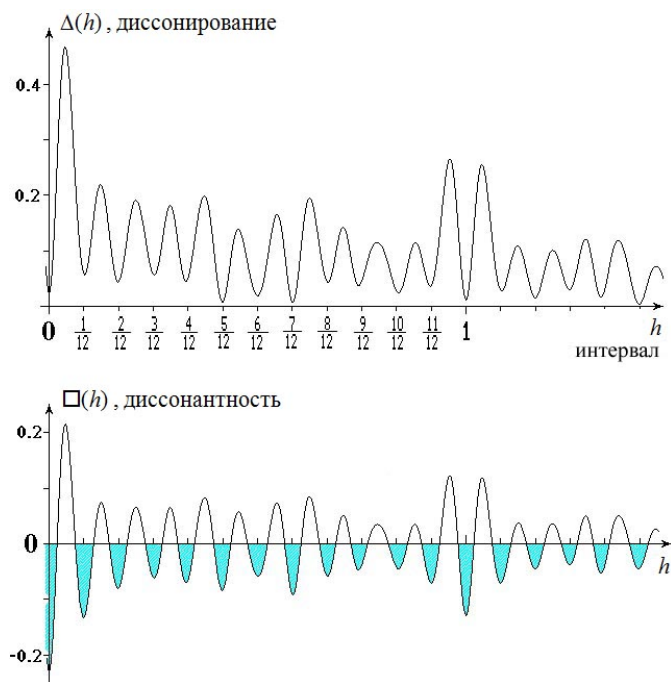 Δ(h) , диссонирование
0.4
0.2
0 1/12 2/12 3/12 4/12 5/12 6/12 7/12 8/12 9/12 10/12 11/12 1 h
интервал
□(h) , диссонантность
0.2
0
h
-0.2